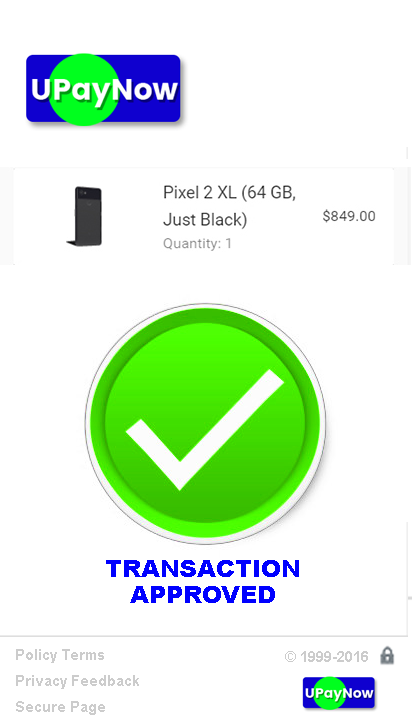 UPayNow
Pixel 2 XL (64 GB,
Just Black)
$849.00
Quantity: 1
TRANSACTION
APPROVED
Policy Terms
© 1999-2016
Privacy Feedback
UPayNow
Secure Page